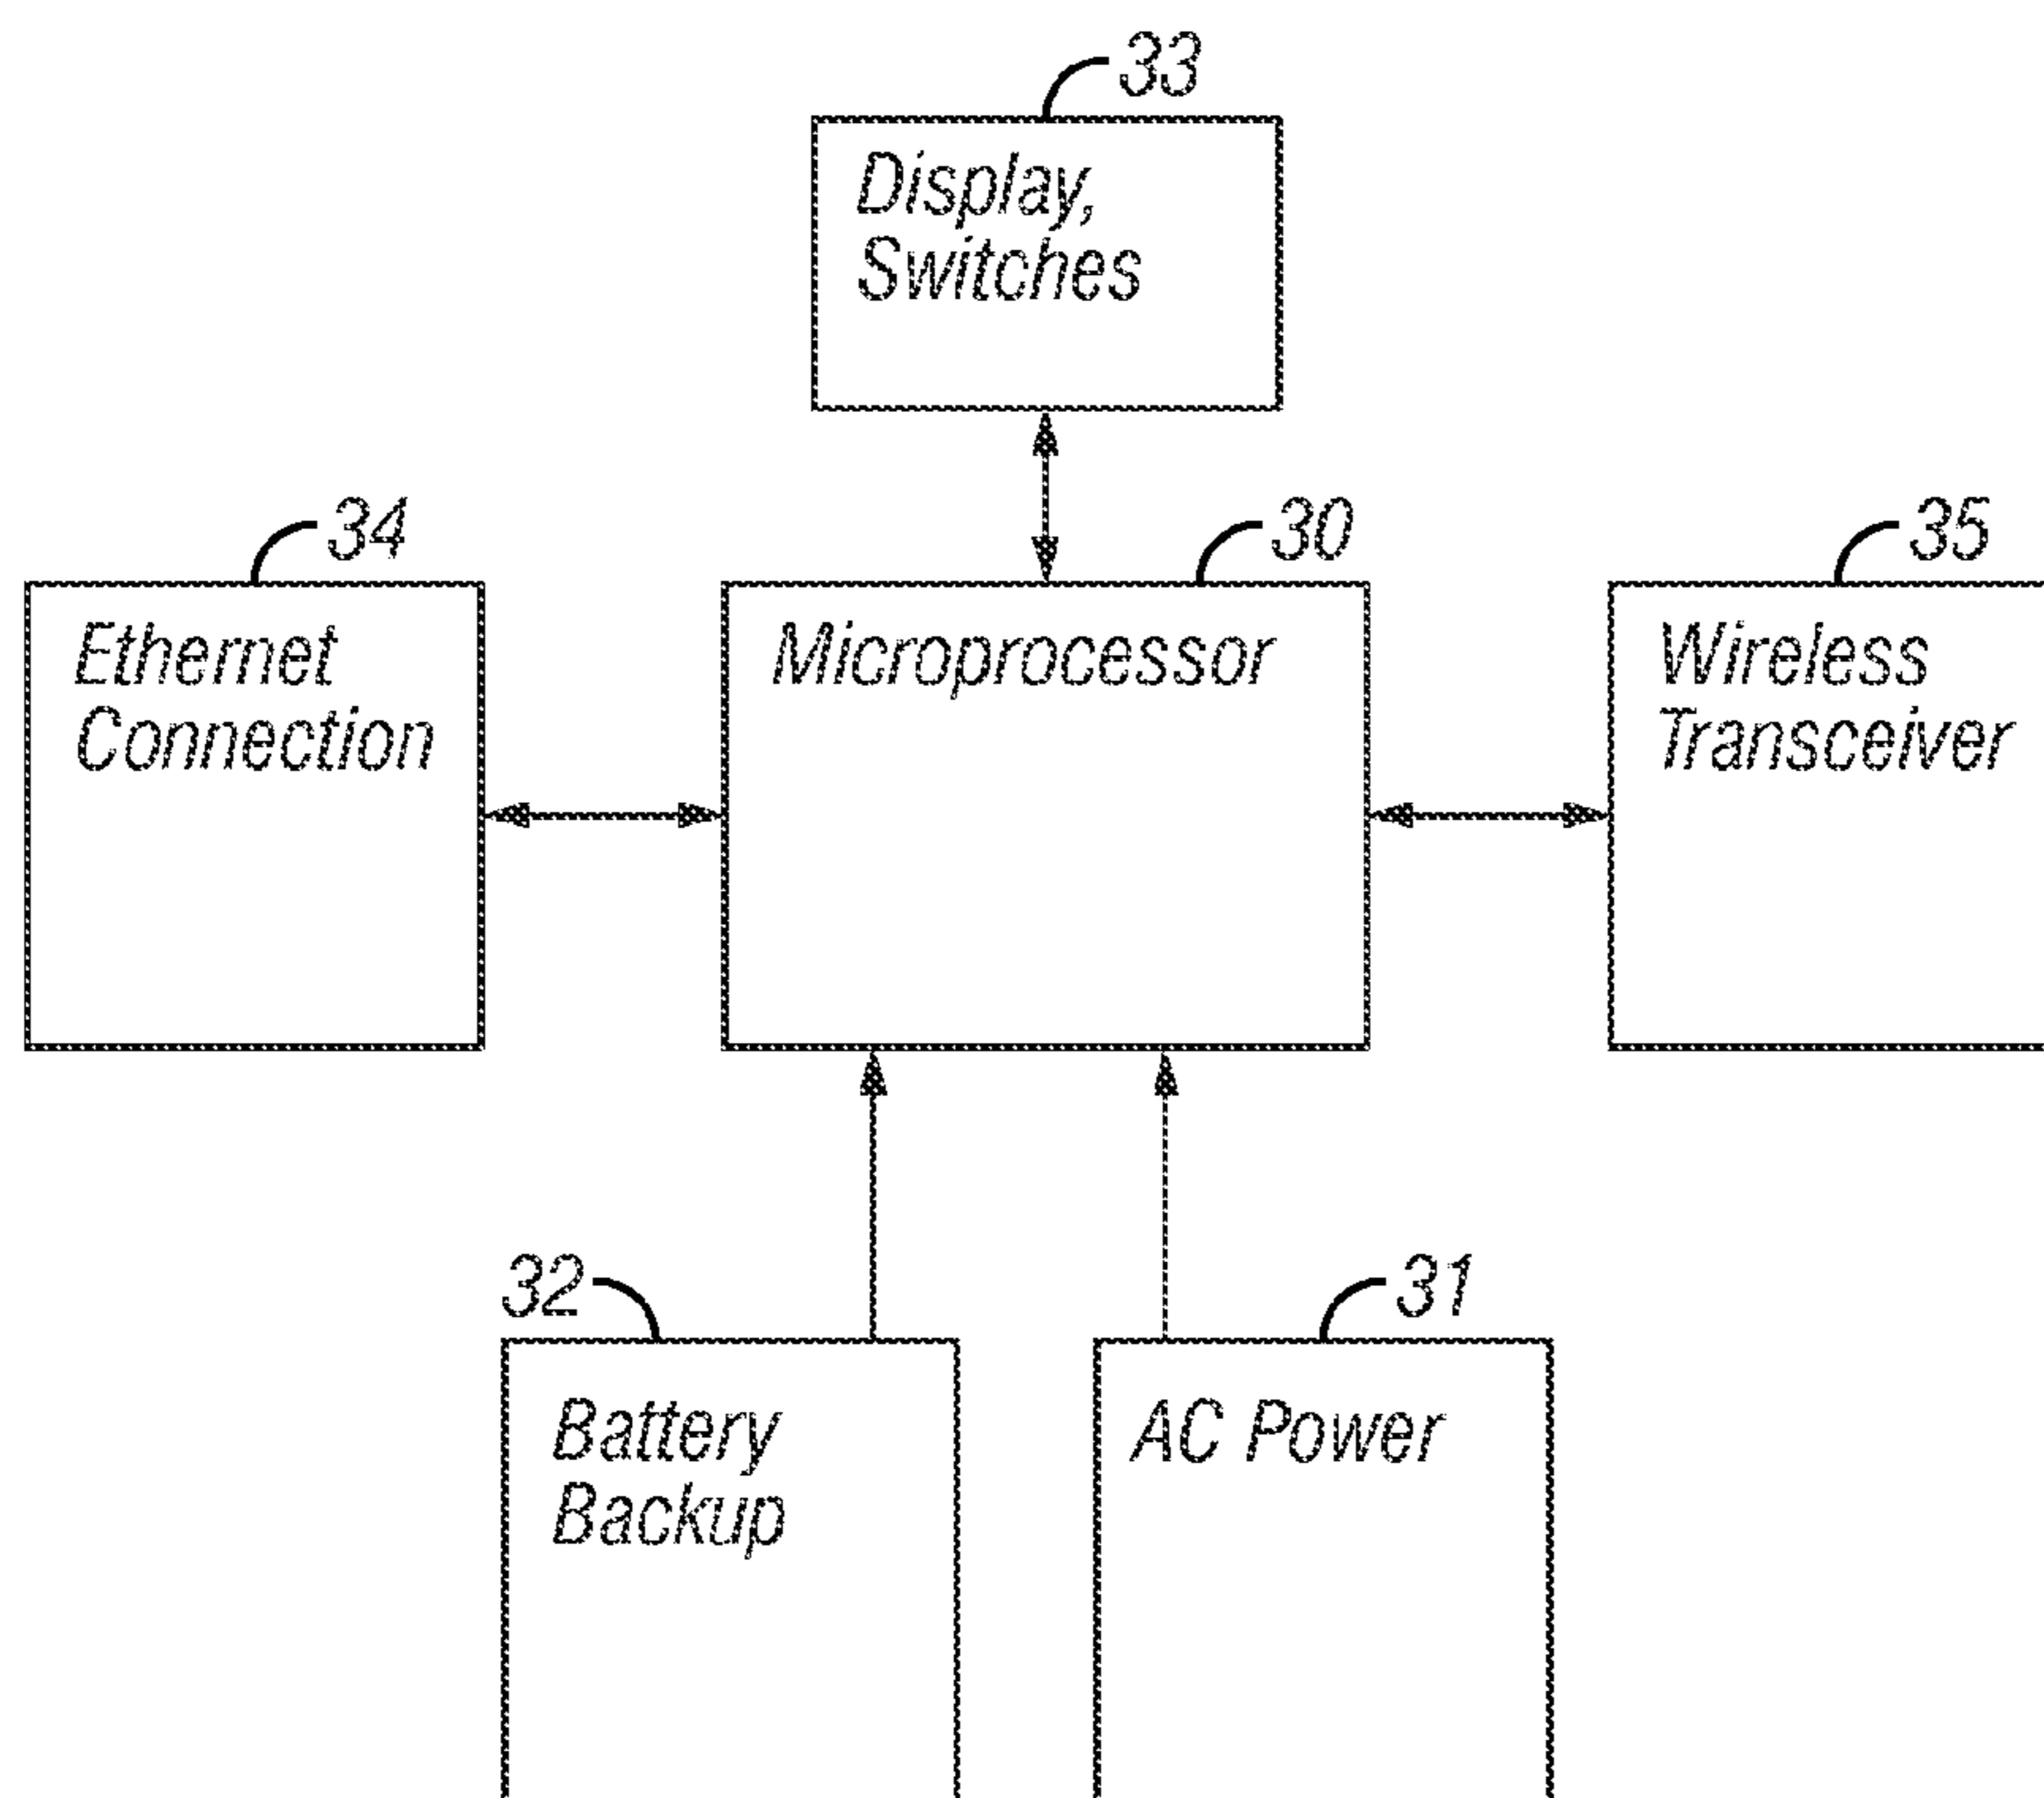 33
Display,
Switches
34
30
35
Ethernet
Connection
Microprocessor
Wireless
Transceiver
32
31
Battery
Backup
AC Power